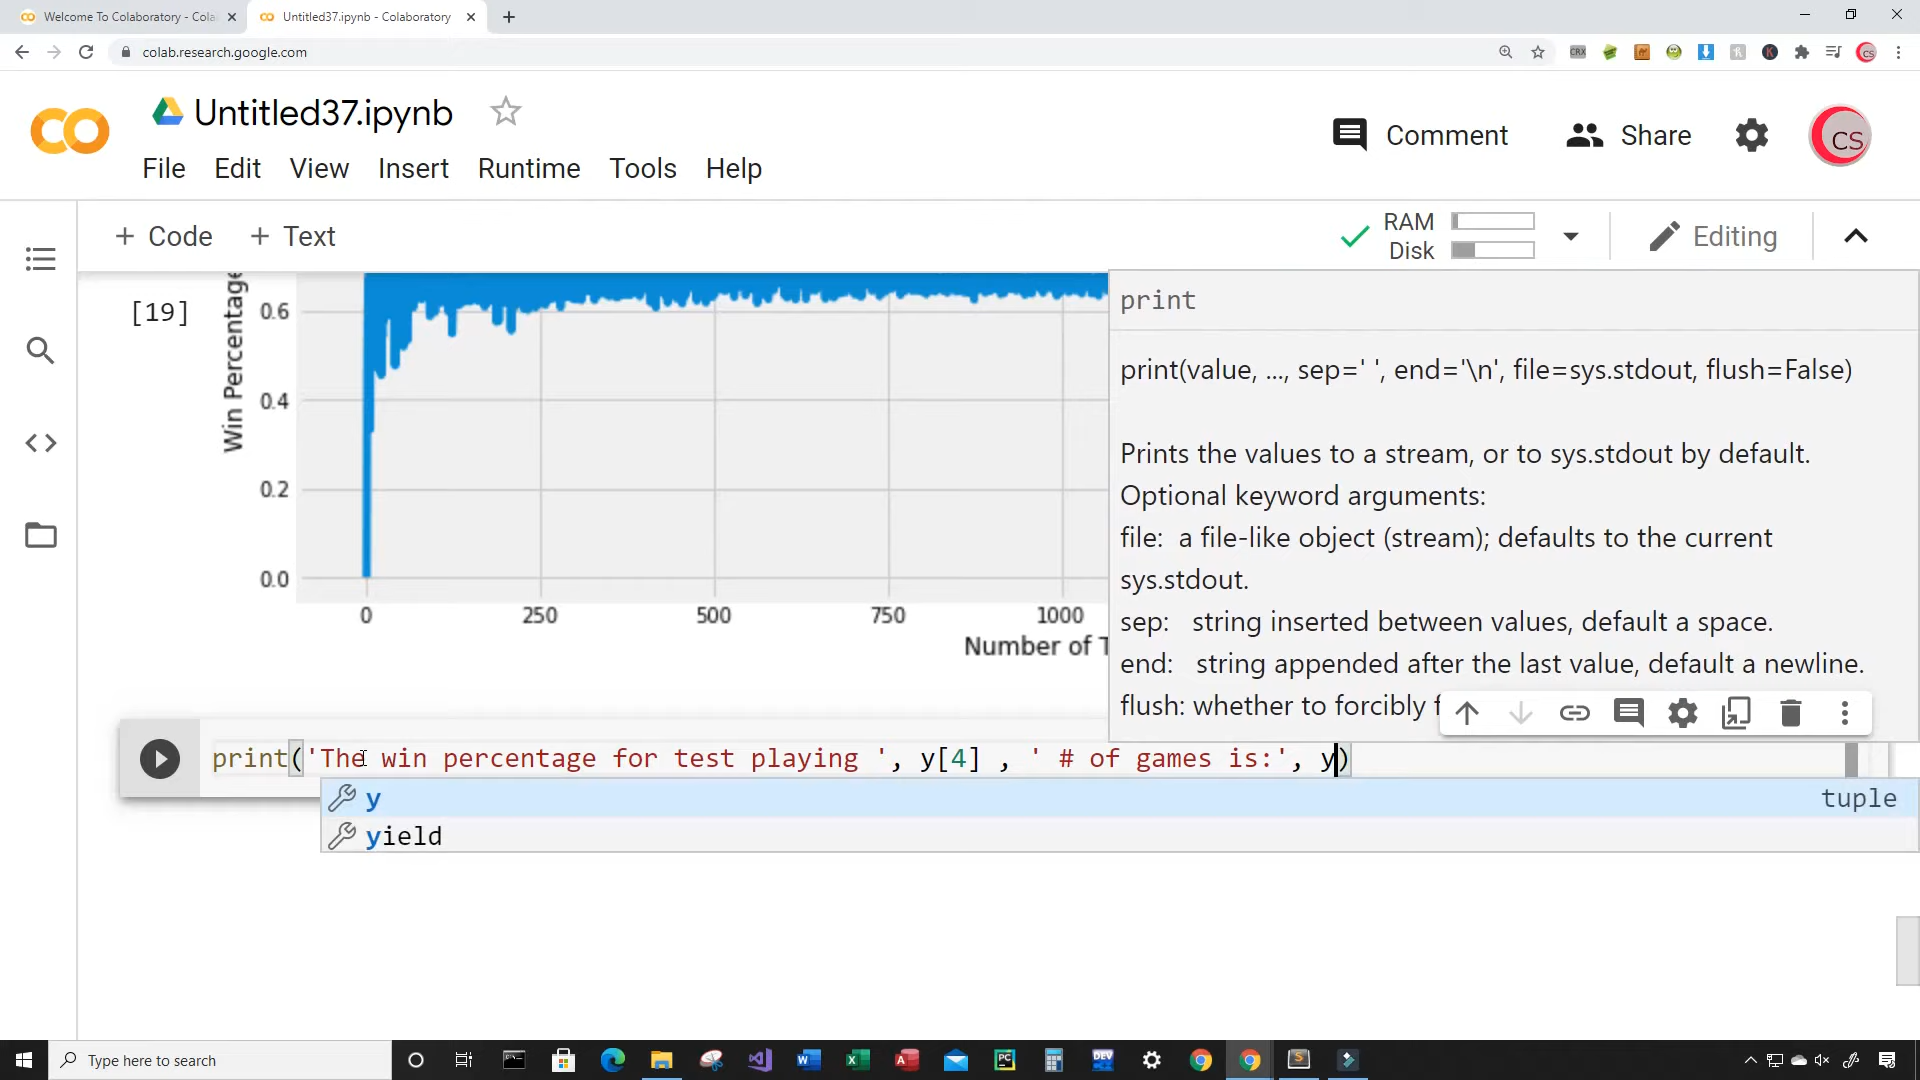 Welcome To Colaboratory - Cola
Untitled37.ipynb - Colaboratory
colab.research.google.com
CRX
K
CS
Untitled37.ipynb
Comment
Share
CS
File Edit View Insert Runtime Tools Help
+ Code + Text
RAM
Disk
Editing
[19]
Win Percentage
0.6
0.4
0.2
0.0
0 250 500 750 1000
Number of T
print
print(value, ..., sep=' ', end='\n', file=sys.stdout, flush=False)
Prints the values to a stream, or to sys.stdout by default.
Optional keyword arguments:
file: a file-like object (stream); defaults to the current
sys.stdout.
sep: string inserted between values, default a space.
end: string appended after the last value, default a newline.
flush: whether to forcibly f
print('The win percentage for test playing ', y[4] , ' # of games is:', y)
y tuple
yield
Type here to search
PC
DEV